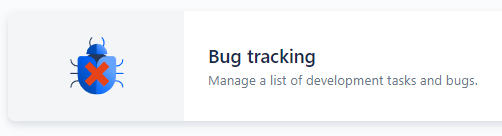 Bug tracking
Manage a list of development tasks and bugs.